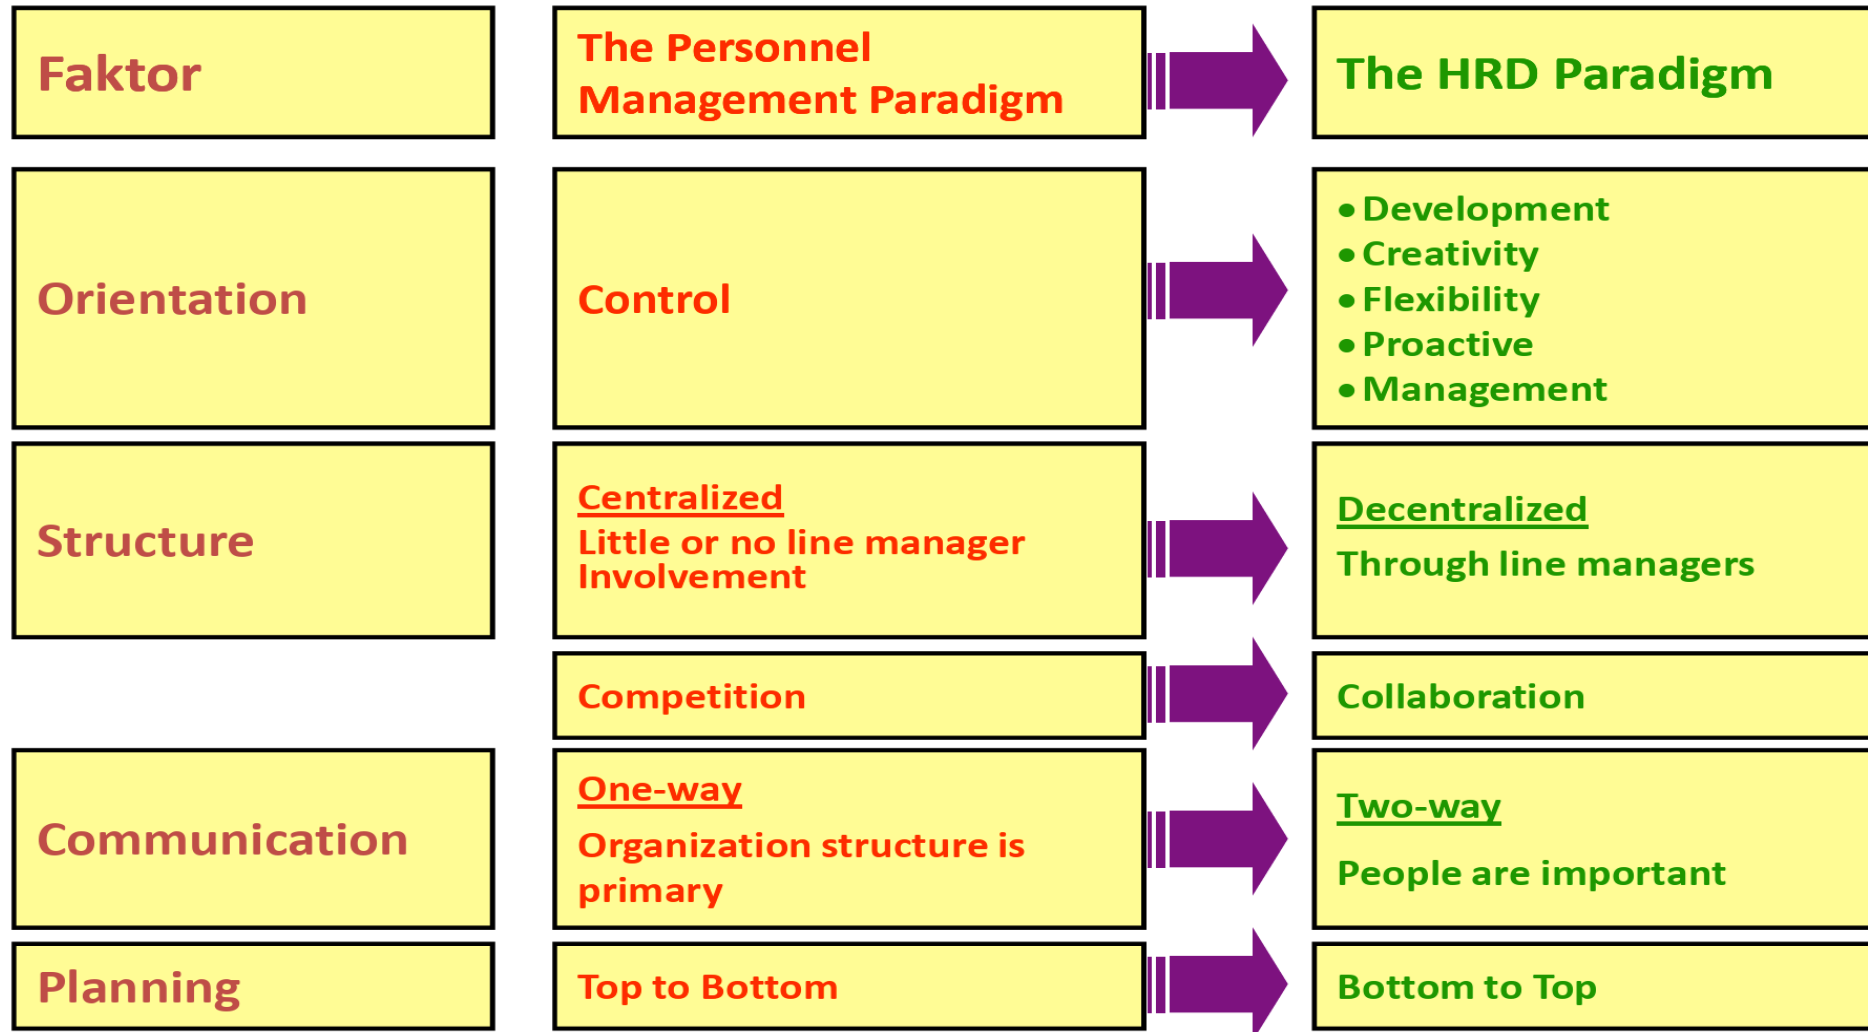 Faktor
The Personnel
Management Paradigm
The HRD Paradigm
Orientation
Control
• Development
• Creativity
• Flexibility
• Proactive
• Management
Structure
Centralized
Little or no line manager
Involvement
Decentralized
Through line managers
Competition
Collaboration
Communication
One-way
Organization structure is
primary
Two-way
People are important
Planning
Top to Bottom
Bottom to Top